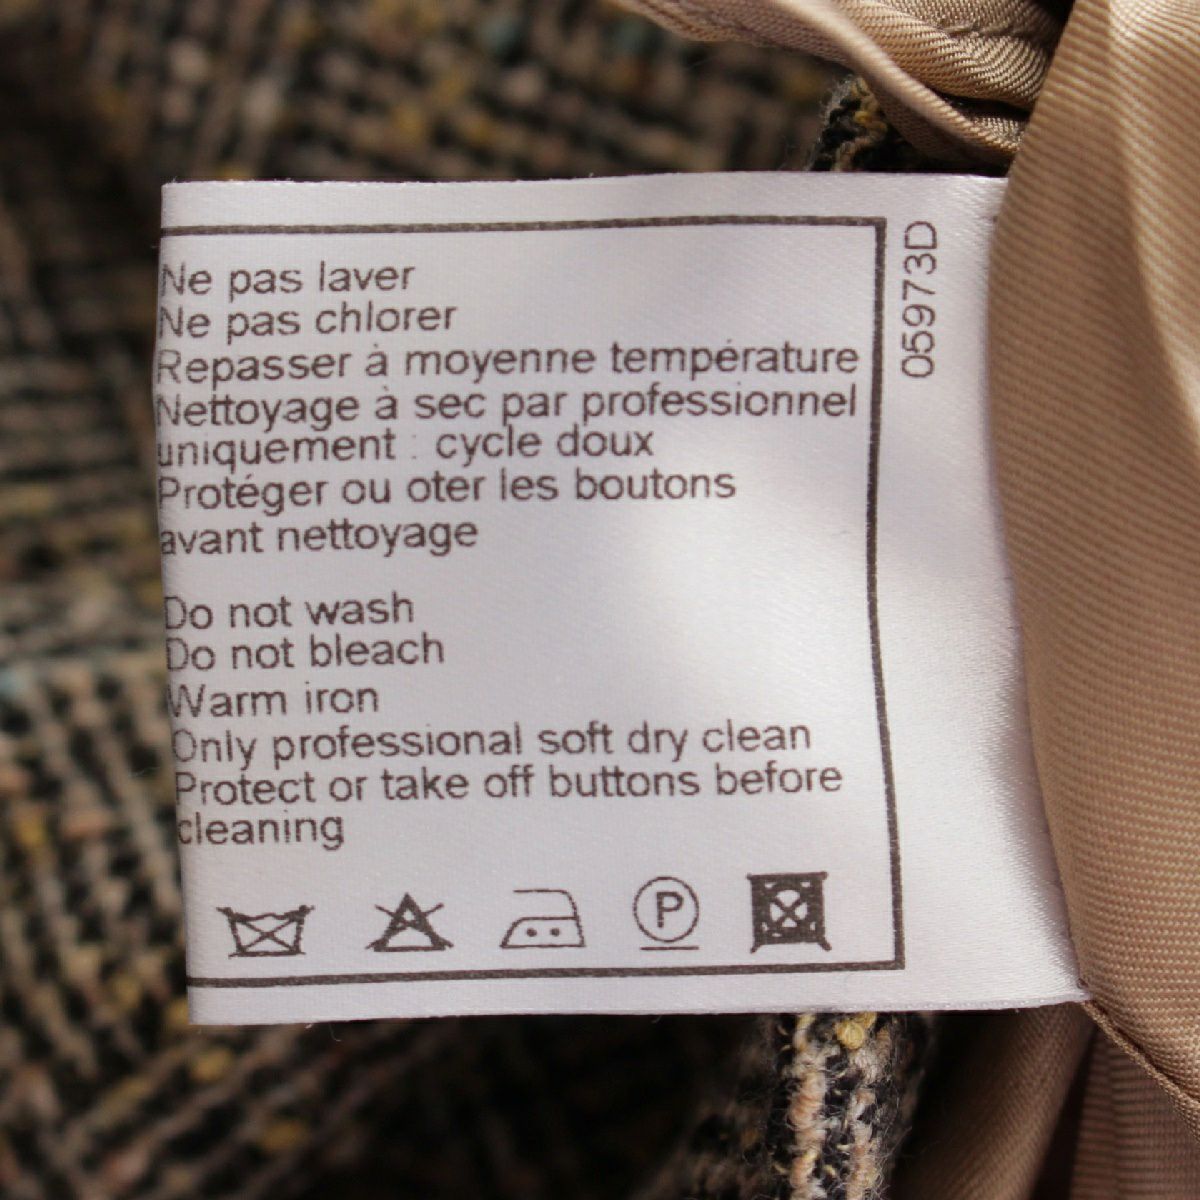 Ne pas laver
Ne pas chlorer
Repasser à moyenne température
Nettoyage à sec par professionnel
uniquement : cycle doux
Protéger ou oter les boutons
avant nettoyage
Do not wash
Do not bleach
Warm iron
Only professional soft dry clean
Protect or take off buttons before
cleaning
P
05973D